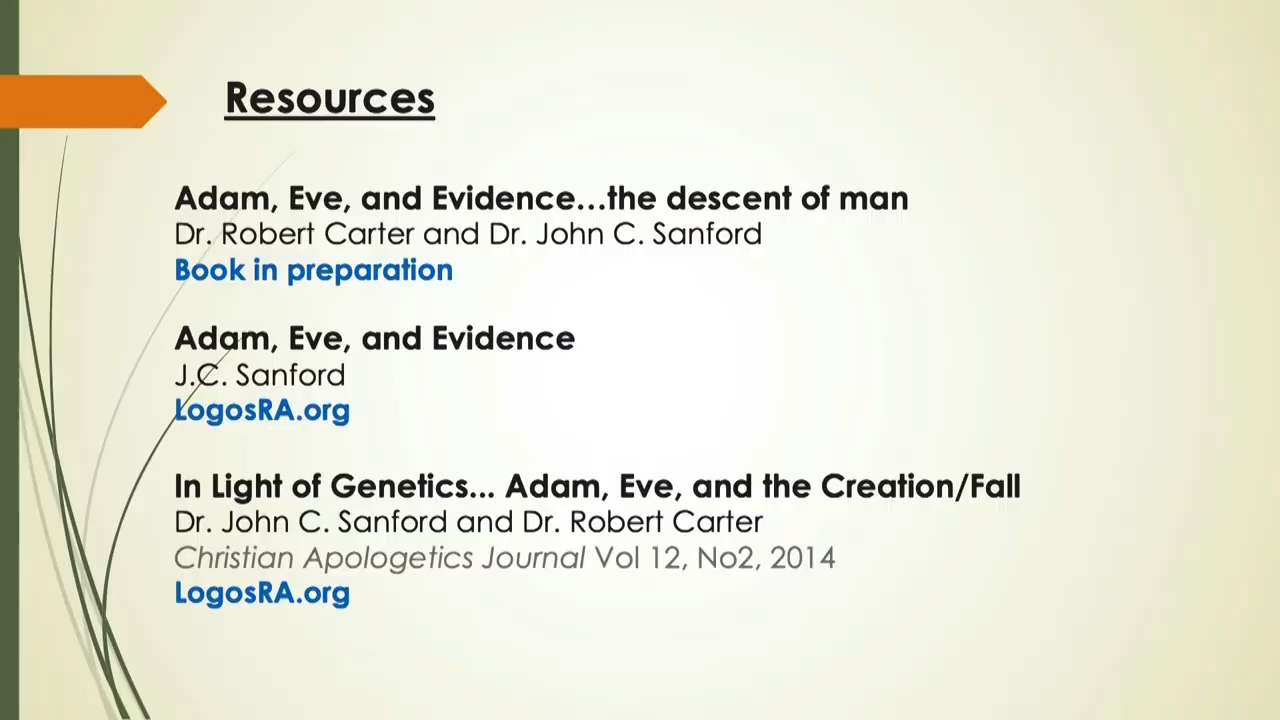 Resources
Adam, Eve, and Evidence...the descent of man
Dr. Robert Carter and Dr. John C. Sanford
Book in preparation
Adam, Eve, and Evidence
J.C. Sanford
LogosRA.org
In Light of Genetics... Adam, Eve, and the Creation/Fall
Dr. John C. Sanford and Dr. Robert Carter
Christian Apologetics Journal Vol 12, No2, 2014
LogosRA.org